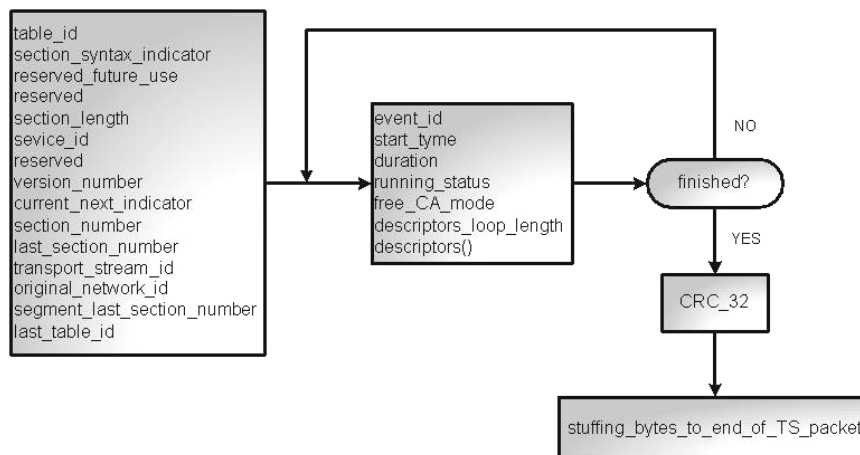 table_id
section_syntax_indicator
reserved_future_use
reserved
section_length
sevice_id
reserved
version_number
current_next_indicator
section_number
last_section_number
transport_stream_id
original_network_id
segment_last_section_number
last_table_id
event_id
start_tyme
duration
running_status
free_CA_mode
descriptors_loop_length
descriptors()
NO
finished?
YES
CRC_32
stuffing_bytes_to_end_of_TS_packet